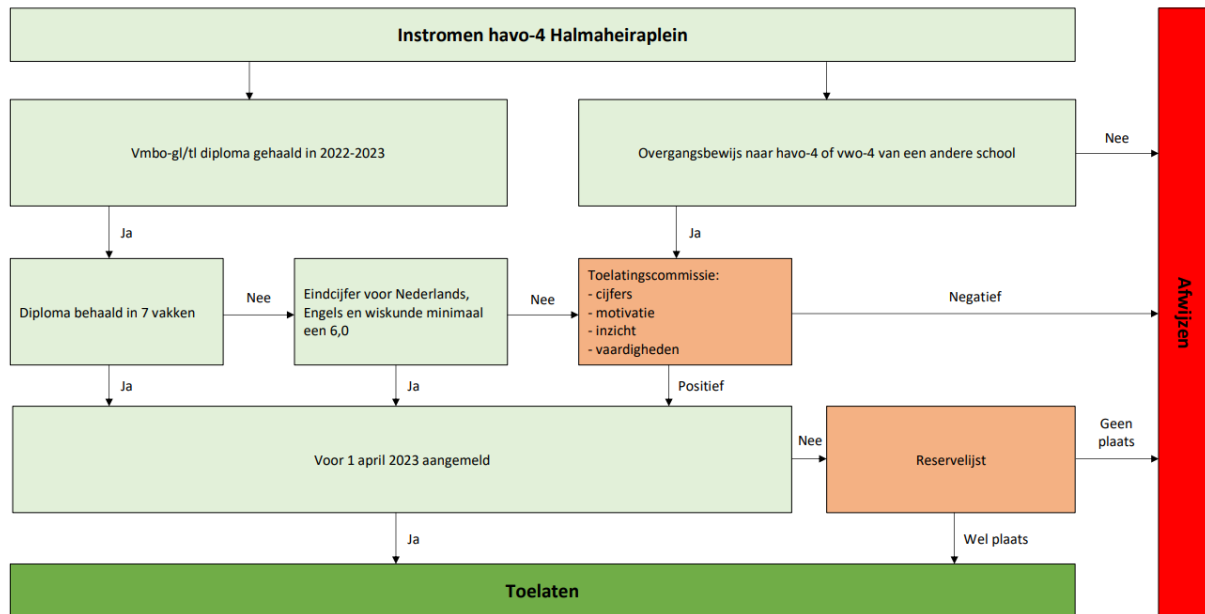 Instromen havo-4 Halmaheiraplein
Vmbo-gl/tl diploma gehaald in 2022-2023
Overgangsbewijs naar havo-4 of vwo-4 van een andere school
Nee
Ja
Ja
Diploma behaald in 7 vakken
Nee
Eindcijfer voor Nederlands,
Engels en wiskunde minimaal
een 6,0
Nee
Toelatingscommissie:
- cijfers
- motivatie
- inzicht
- vaardigheden
Negatief
Afwijzen
Ja
Ja
Positief
Voor 1 april 2023 aangemeld
Nee
Reservelijst
Geen
plaats
Ja
Wel plaats
Toelaten